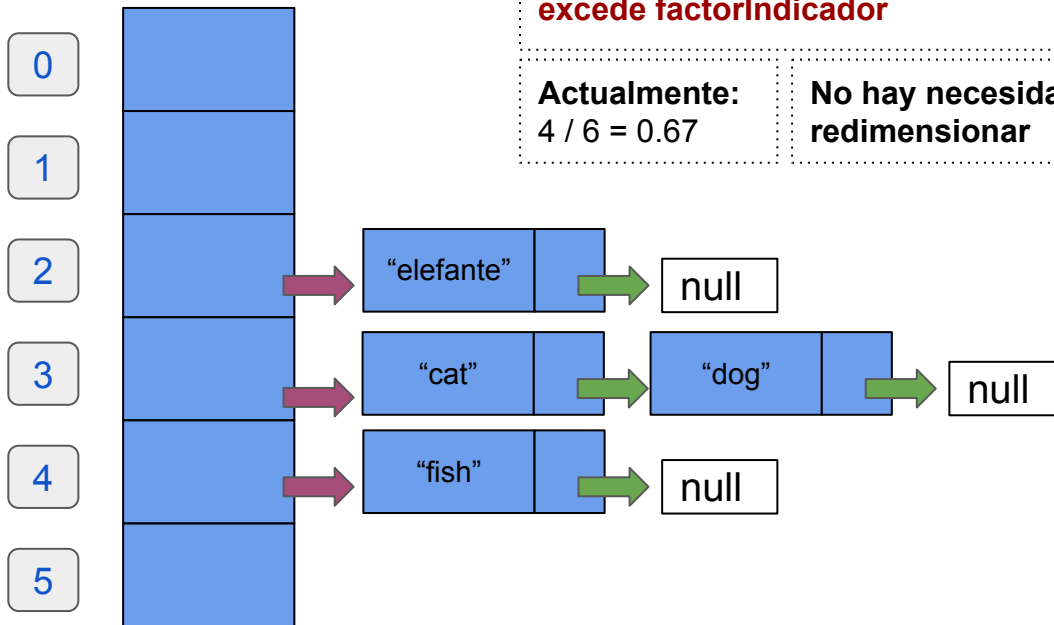 excede factorIndicador
0
Actualmente:
4 / 6 = 0.67
No hay
redimensionar
1
2
“elefante”
null
3
“cat”
“dog”
null
4
“fish”
null
5